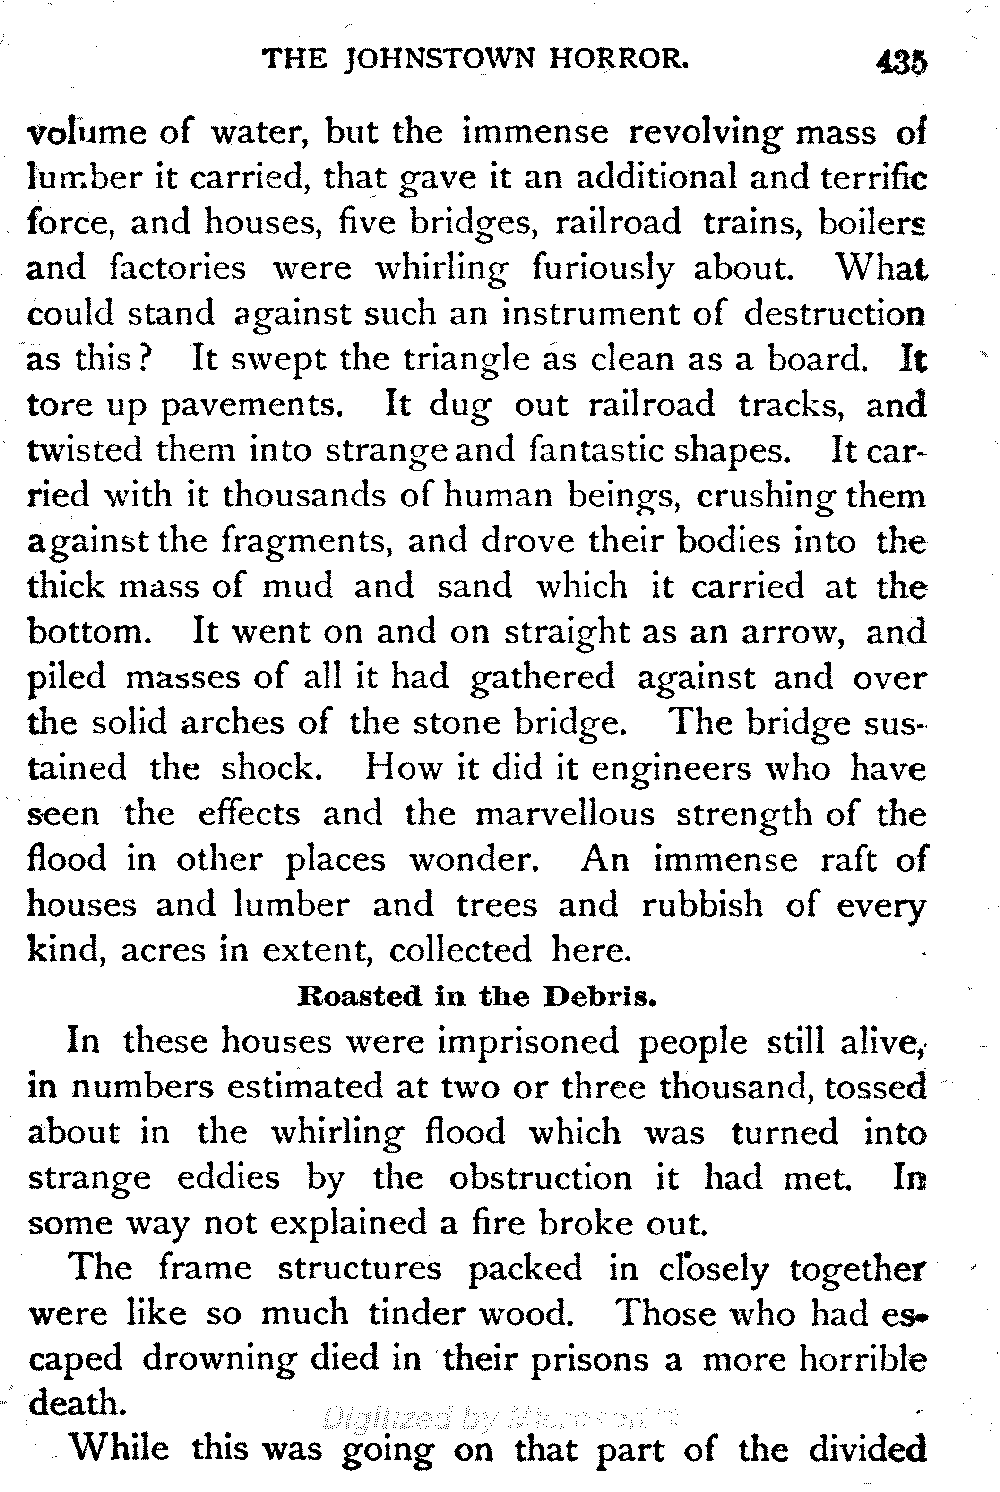 THE JOHNSTOWN HORROR. 435
volume of water, but the immense revolving mass of
lumber it carried, that gave it an additional and terrific
force, and houses, five bridges, railroad trains, boilers
and factories were whirling furiously about. What
could stand against such an instrument of destruction
as this? It swept the triangle as clean as a board. It
tore up pavements. It dug out railroad tracks, and
twisted them into strange and fantastic shapes. It car-
ried with it thousands of human beings, crushing them
against the fragments, and drove their bodies into the
thick mass of mud and sand which it carried at the
bottom. It went on and on straight as an arrow, and
piled masses of all it had gathered against and over
the solid arches of the stone bridge. The bridge sus-
tained the shock. How it did it engineers who have
seen the effects and the marvellous strength of the
flood in other places wonder. An immense raft of
houses and lumber and trees and rubbish of every
kind, acres in extent, collected here.
Roasted in the Debris.
In these houses were imprisoned people still alive,
in numbers estimated at two or three thousand, tossed
about in the whirling flood which was turned into
strange eddies by the obstruction it had met. In
some way not explained a fire broke out.
The frame structures packed in closely together
were like so much tinder wood. Those who had es-
caped drowning died in their prisons a more horrible
death.
Digitized by Microsoft
While this was going on that part of the divided